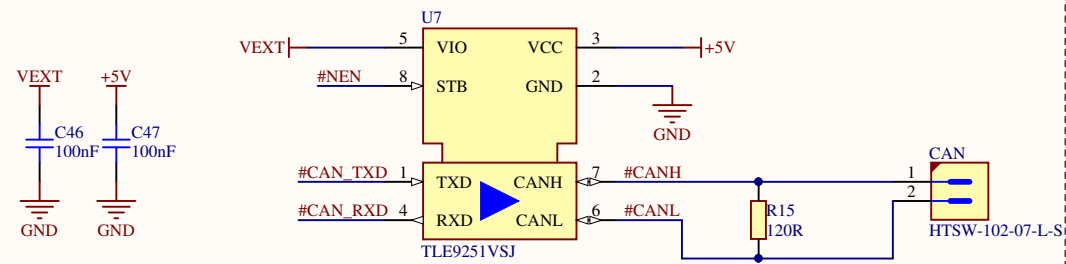 U7
VEXT 5 VIO VCC 3 +5V
#NEN 8 STB GND 2
VEXT +5V
GND
C46 C47
100nF 100nF
CAN
#CAN_TXD 1 TXD CANH 7 #CANH 1
2
#CAN_RXD 4 RXD CANL 6 #CANL R15
120R
GND GND
HTSW-102-07-L-S
TLE9251VSJ